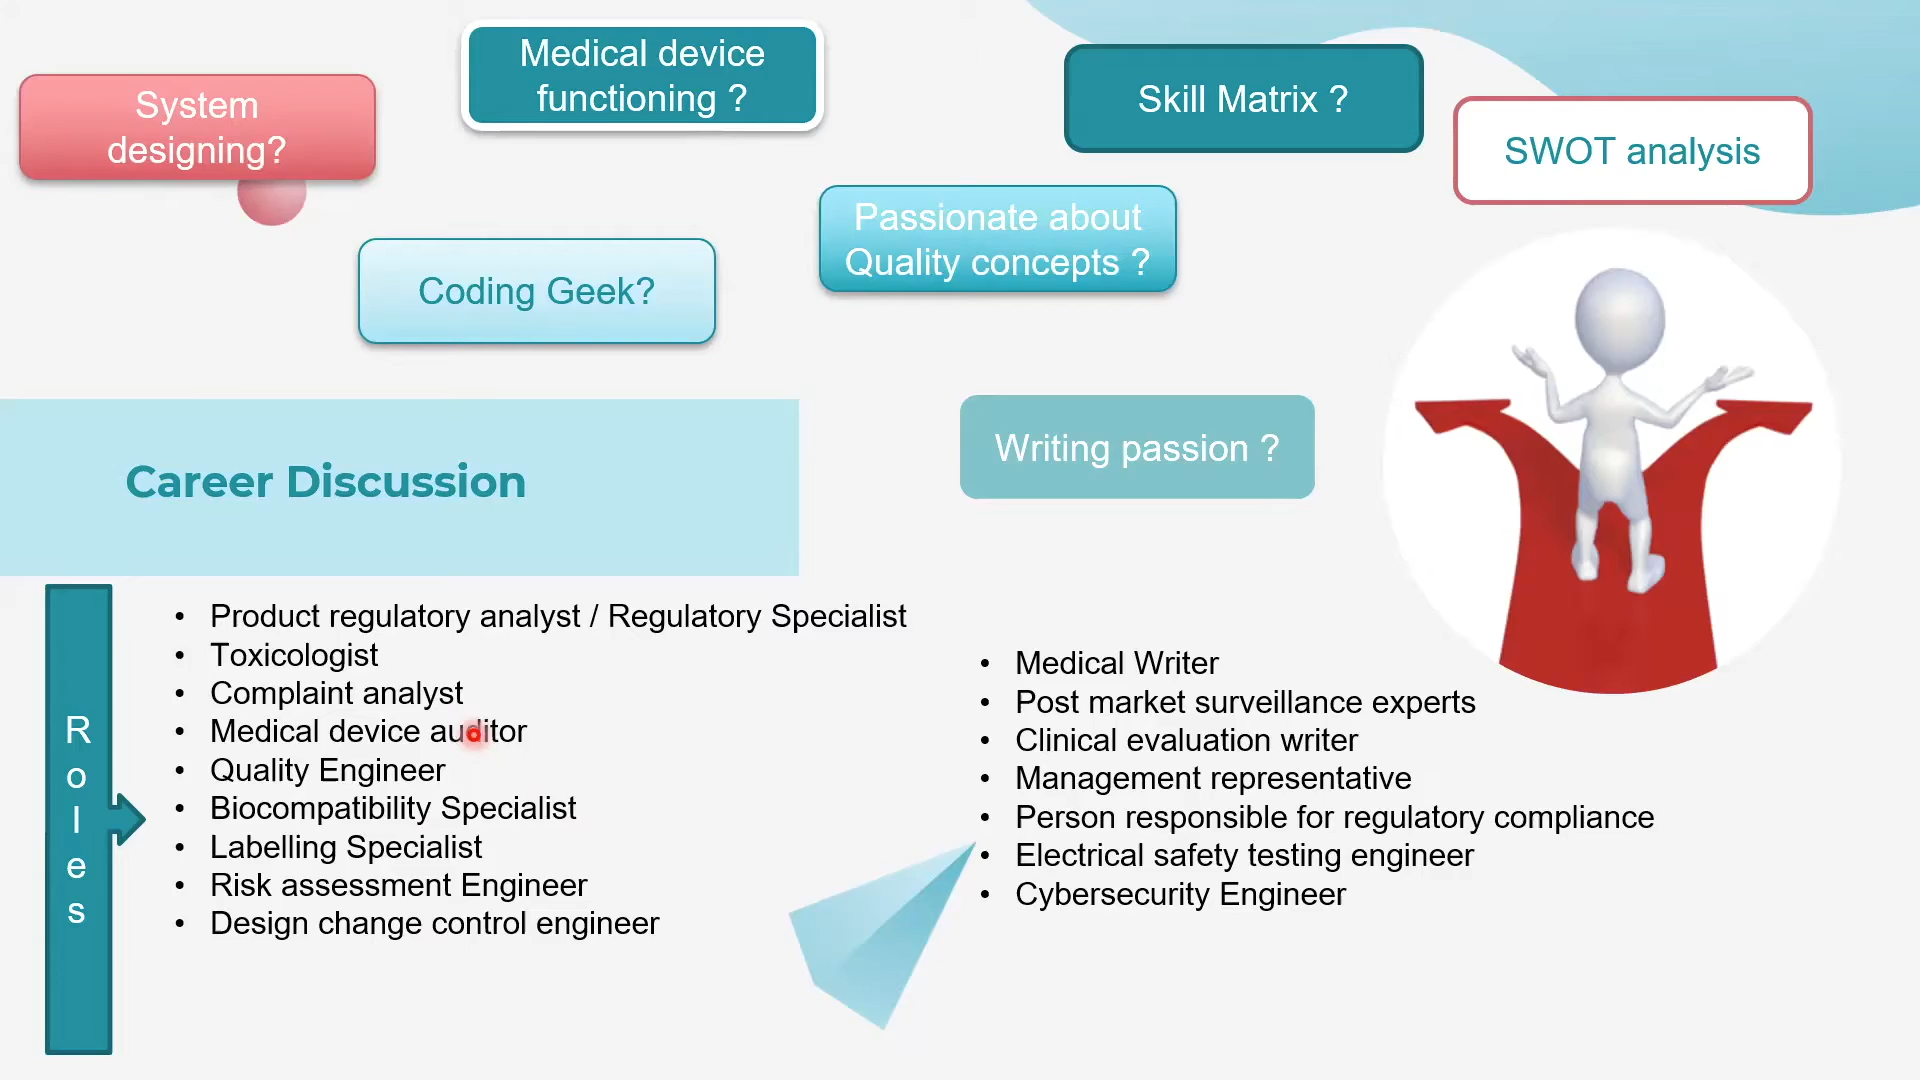 System
designing?
Medical device
functioning ?
Skill Matrix ?
SWOT analysis
Coding Geek?
Passionate about
Quality concepts ?
Career Discussion
Writing passion ?
Roles
• Product regulatory analyst / Regulatory Specialist
• Toxicologist
• Complaint analyst
• Medical device auditor
• Quality Engineer
• Biocompatibility Specialist
• Labelling Specialist
• Risk assessment Engineer
• Design change control engineer
• Medical Writer
• Post market surveillance experts
• Clinical evaluation writer
• Management representative
• Person responsible for regulatory compliance
• Electrical safety testing engineer
• Cybersecurity Engineer